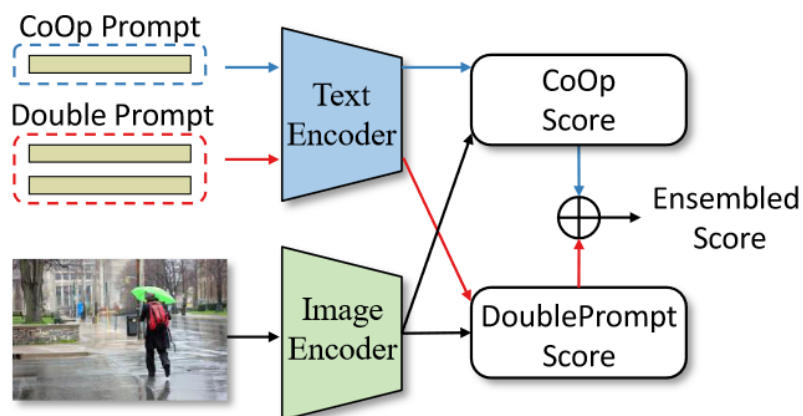 CoOp Prompt
Double Prompt
Text
Encoder
Image
Encoder
CoOp
Score
Ensembled
Score
DoublePrompt
Score